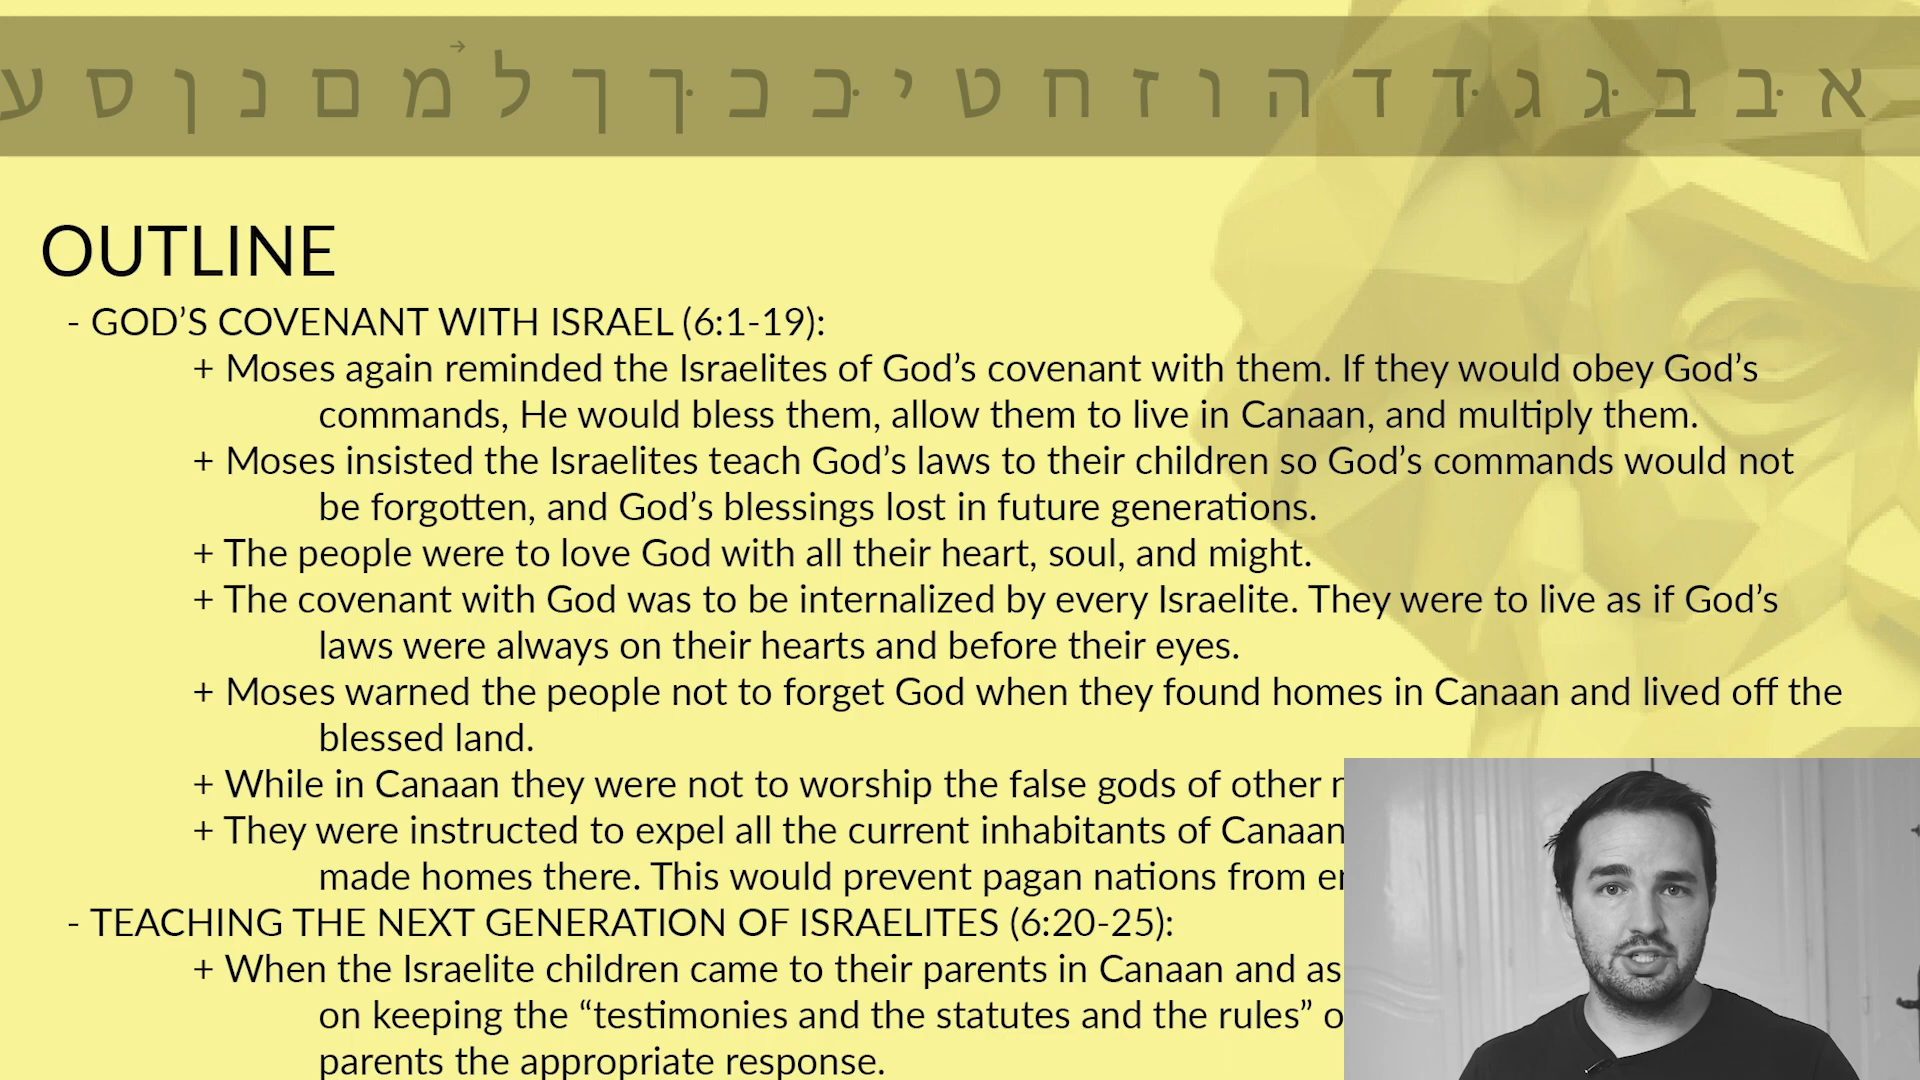 א בּ ב גּ ג דּ ד ה ו ז ח ט י כּ כ ךּ ך ל מ ם נ ן ס ע
OUTLINE
- GOD’S COVENANT WITH ISRAEL (6:1-19):
+ Moses again reminded the Israelites of God’s covenant with them. If they would obey God’s
commands, He would bless them, allow them to live in Canaan, and multiply them.
+ Moses insisted the Israelites teach God’s laws to their children so God’s commands would not
be forgotten, and God’s blessings lost in future generations.
+ The people were to love God with all their heart, soul, and might.
+ The covenant with God was to be internalized by every Israelite. They were to live as if God’s
laws were always on their hearts and before their eyes.
+ Moses warned the people not to forget God when they found homes in Canaan and lived off the
blessed land.
+ While in Canaan they were not to worship the false gods of other
+ They were instructed to expel all the current inhabitants of Canaan
made homes there. This would prevent pagan nations from
- TEACHING THE NEXT GENERATION OF ISRAELITES (6:20-25):
+ When the Israelite children came to their parents in Canaan and
on keeping the “testimonies and the statutes and the rules”
parents the appropriate response.